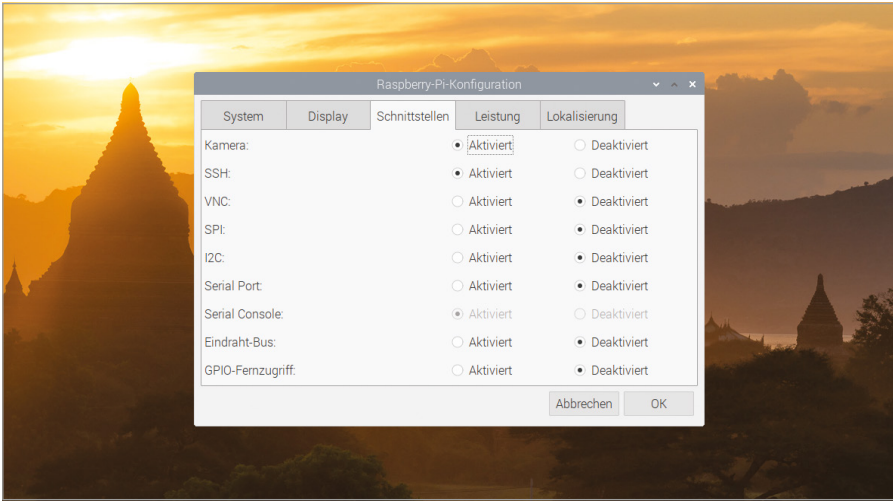 Raspberry-Pi-Konfiguration
System Display Schnittstellen Leistung Lokalisierung
Kamera: Aktiviert Deaktiviert
SSH: Aktiviert Deaktiviert
VNC: Aktiviert Deaktiviert
SPI: Aktiviert Deaktiviert
I2C: Aktiviert Deaktiviert
Serial Port: Aktiviert Deaktiviert
Serial Console: Aktiviert Deaktiviert
Eindraht-Bus: Aktiviert Deaktiviert
GPIO-Fernzugriff: Aktiviert Deaktiviert
Abbrechen OK